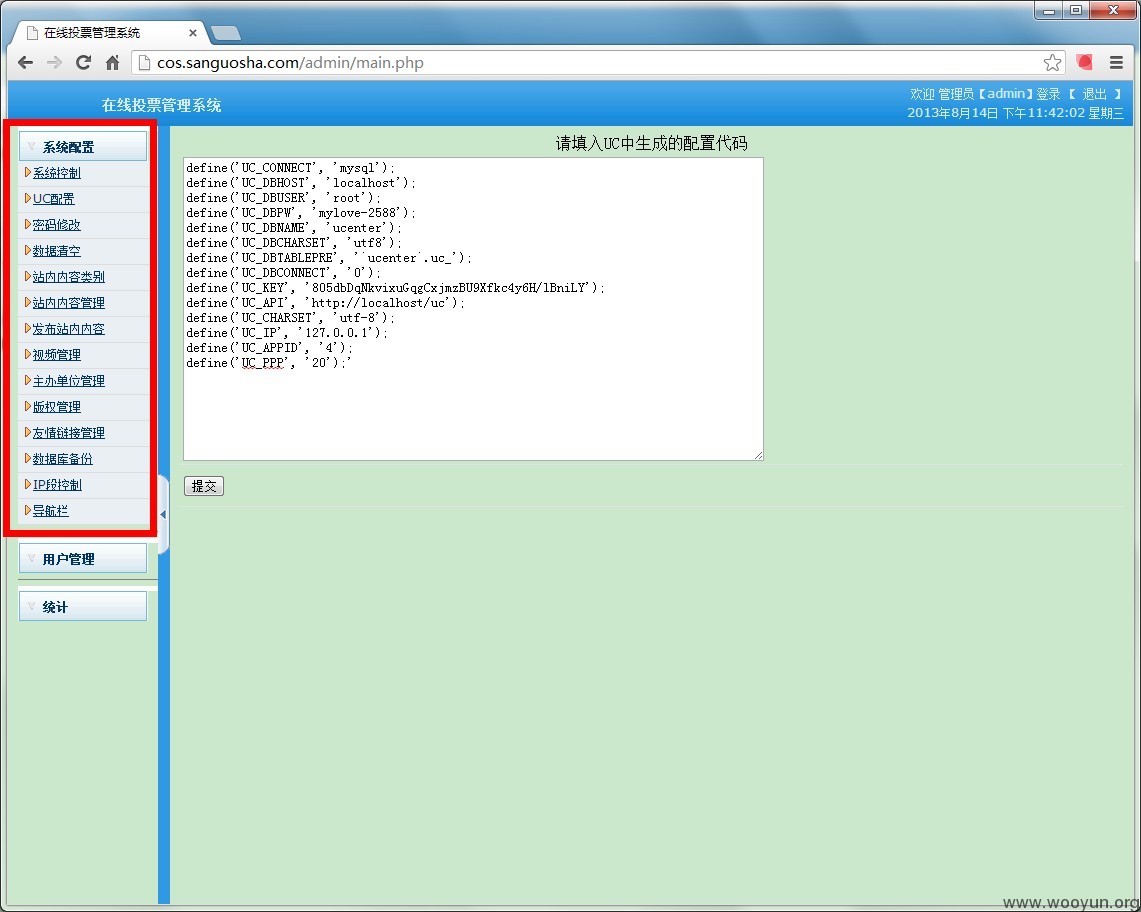 在线投票管理系统
cos.sanguosha.com/admin/main.php
在线投票管理系统
欢迎 管理员【admin】登录 【 退出 】
2013年8月14日 下午11:42:02 星期三
系统配置
系统控制
UC配置
密码修改
数据清空
站内内容类别
站内内容管理
发布站内内容
视频管理
主办单位管理
版权管理
友情链接管理
数据库备份
IP段控制
导航栏
用户管理
统计
请填入UC中生成的配置代码
define('UC_CONNECT', 'mysql');
define('UC_DBHOST', 'localhost');
define('UC_DBUSER', 'root');
define('UC_DBPW', 'mylove-2588');
define('UC_DBNAME', 'ucenter');
define('UC_DBCHARSET', 'utf8');
define('UC_DBTABLEPRE', '`ucenter`.uc_');
define('UC_DBCONNECT', '0');
define('UC_KEY', '805dbDqNkvixuGqgCxjmzBU9Xfkc4y6H/lBniLY');
define('UC_API', 'http://localhost/uc');
define('UC_CHARSET', 'utf-8');
define('UC_IP', '127.0.0.1');
define('UC_APPID', '4');
define('UC_PPP', '20');'
提交
www.wooyun.org